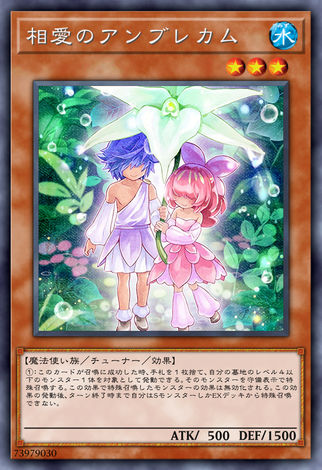 相愛のアンブレカム
水
【魔法使い族／チューナー／効果】
①：このカードが召喚に成功した時、手札を１枚捨て、自分の墓地のレベル４以
下のモンスター１体を対象として発動できる。そのモンスターを守備表示で特
殊召喚する。この効果で特殊召喚したモンスターの効果は無効化される。この効
果の発動後、ターン終了時まで自分はSモンスターしかEXデッキから特殊召喚
できない。
ATK/ 500 DEF/1500
73979030